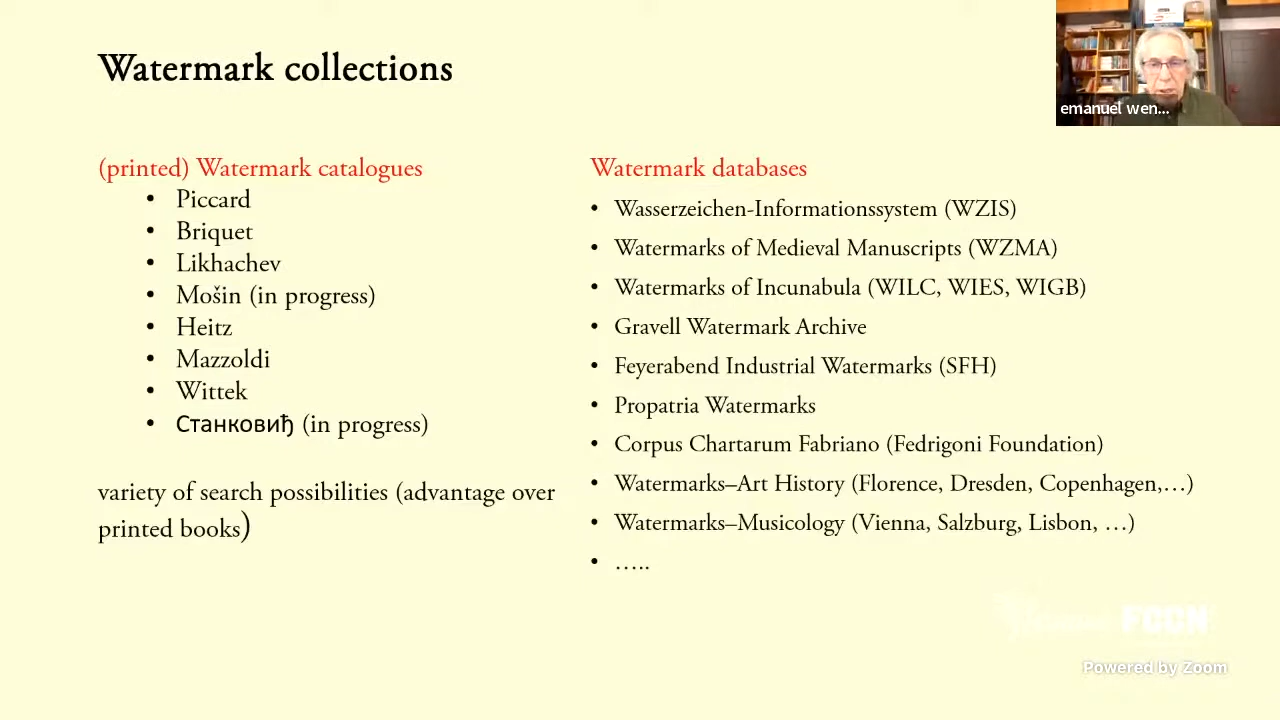 Watermark collections
emanuel wen...
(printed) Watermark catalogues
• Piccard
• Briquet
• Likhachev
• Mošin (in progress)
• Heitz
• Mazzoldi
• Wittek
• Станковић (in progress)
variety of search possibilities (advantage over
printed books)
Watermark databases
• Wasserzeichen-Informationssystem (WZIS)
• Watermarks of Medieval Manuscripts (WZMA)
• Watermarks of Incunabula (WILC, WIES, WIGB)
• Gravell Watermark Archive
• Feyerabend Industrial Watermarks (SFH)
• Propatria Watermarks
• Corpus Chartarum Fabriano (Fedrigoni Foundation)
• Watermarks–Art History (Florence, Dresden, Copenhagen,…)
• Watermarks–Musicology (Vienna, Salzburg, Lisbon, …)
• …..
FCCN
Powered by Zoom